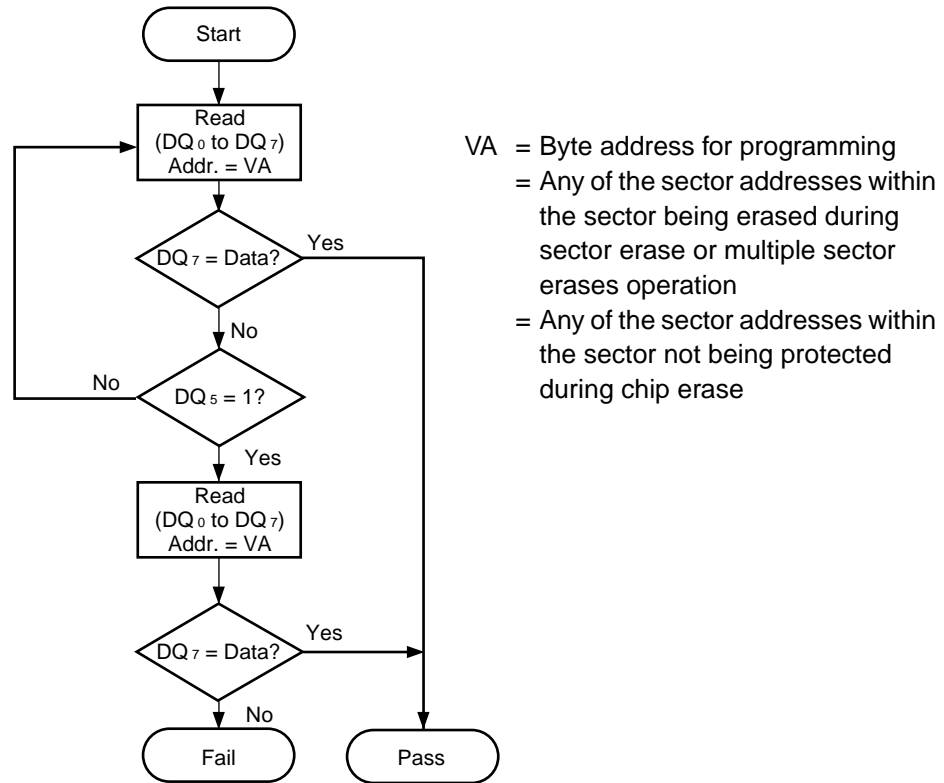 Start
Read
(DQ0 to DQ7)
Addr. = VA
DQ7 = Data?
Yes
No
DQ5 = 1?
No
Yes
Read
(DQ0 to DQ7)
Addr. = VA
DQ7 = Data?
Yes
No
Fail
Pass
VA = Byte address for programming
= Any of the sector addresses within
the sector being erased during
sector erase or multiple sector
erases operation
= Any of the sector addresses within
the sector not being protected
during chip erase